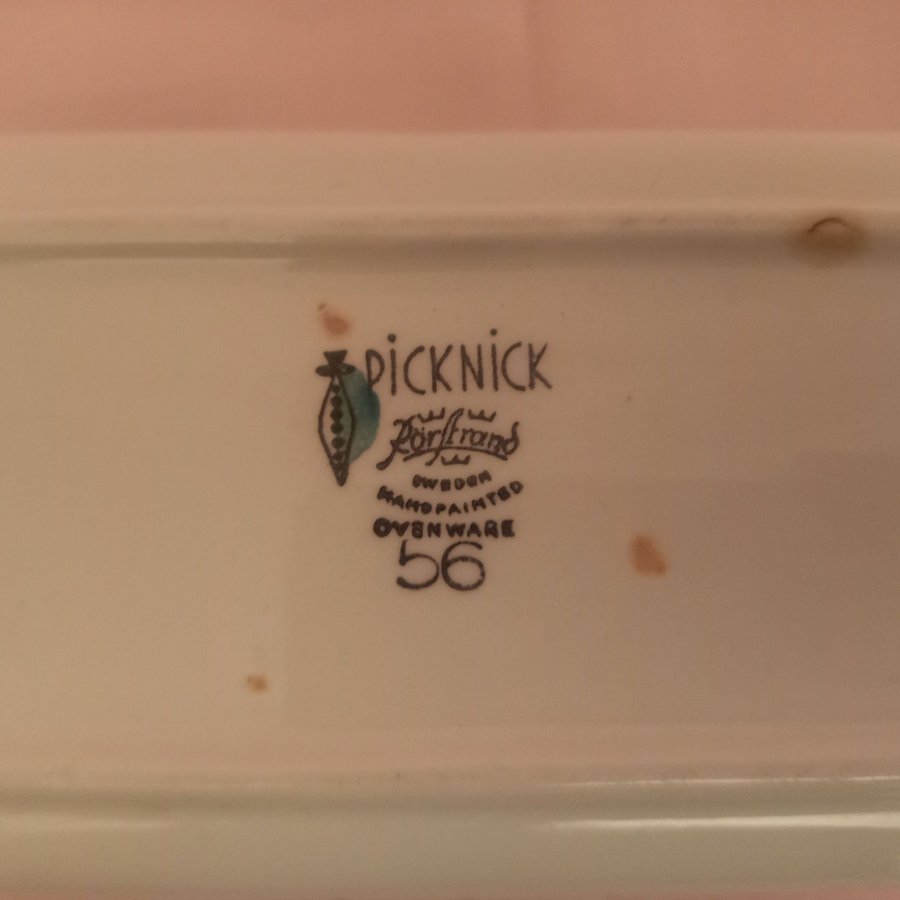 PiCKNiCK
Rörstrand
SWEDEN
HANDPAINTED
OVENWARE
56